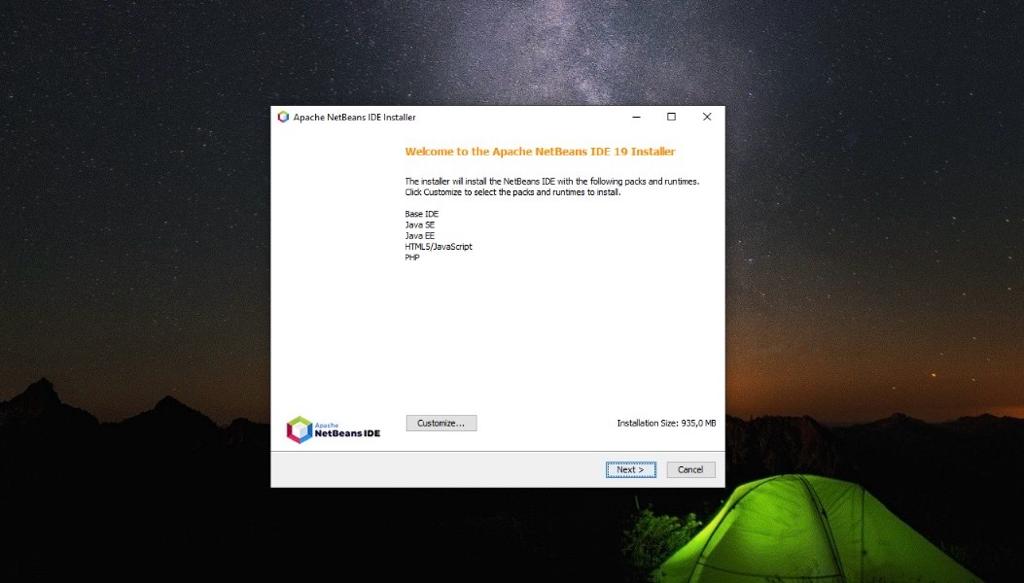 Apache NetBeans IDE Installer
Welcome to the Apache NetBeans IDE 19 Installer
The installer will install the NetBeans IDE with the following packs and runtimes.
Click Customize to select the packs and runtimes to install.
Base IDE
Java SE
Java EE
HTML5/JavaScript
PHP
Apache
NetBeans IDE
Customize...
Installation Size: 935,0 MB
Next >
Cancel